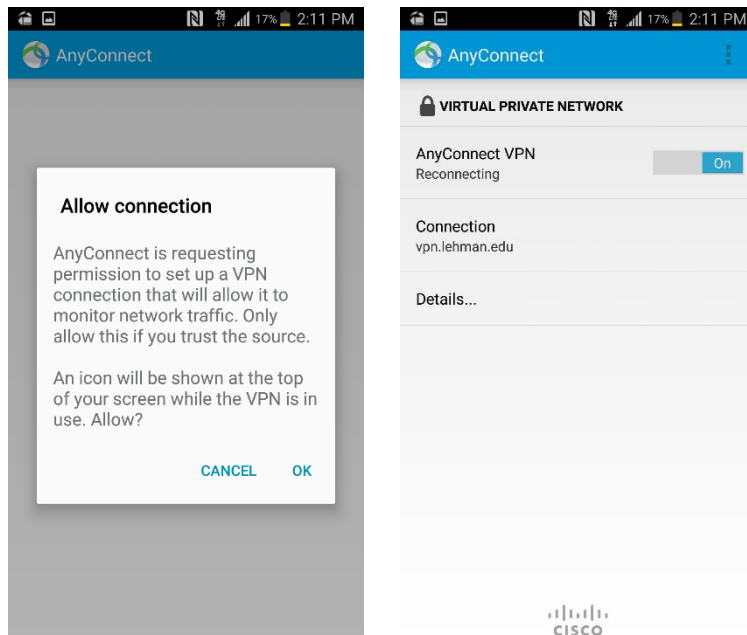 17% 2:11 PM
AnyConnect
Allow connection
AnyConnect is requesting
permission to set up a VPN
connection that will allow it to
monitor network traffic. Only
allow this if you trust the source.
An icon will be shown at the top
of your screen while the VPN is in
use. Allow?
CANCEL OK
17% 2:11 PM
AnyConnect
VIRTUAL PRIVATE NETWORK
AnyConnect VPN
Reconnecting
On
Connection
vpn.lehman.edu
Details...
CISCO